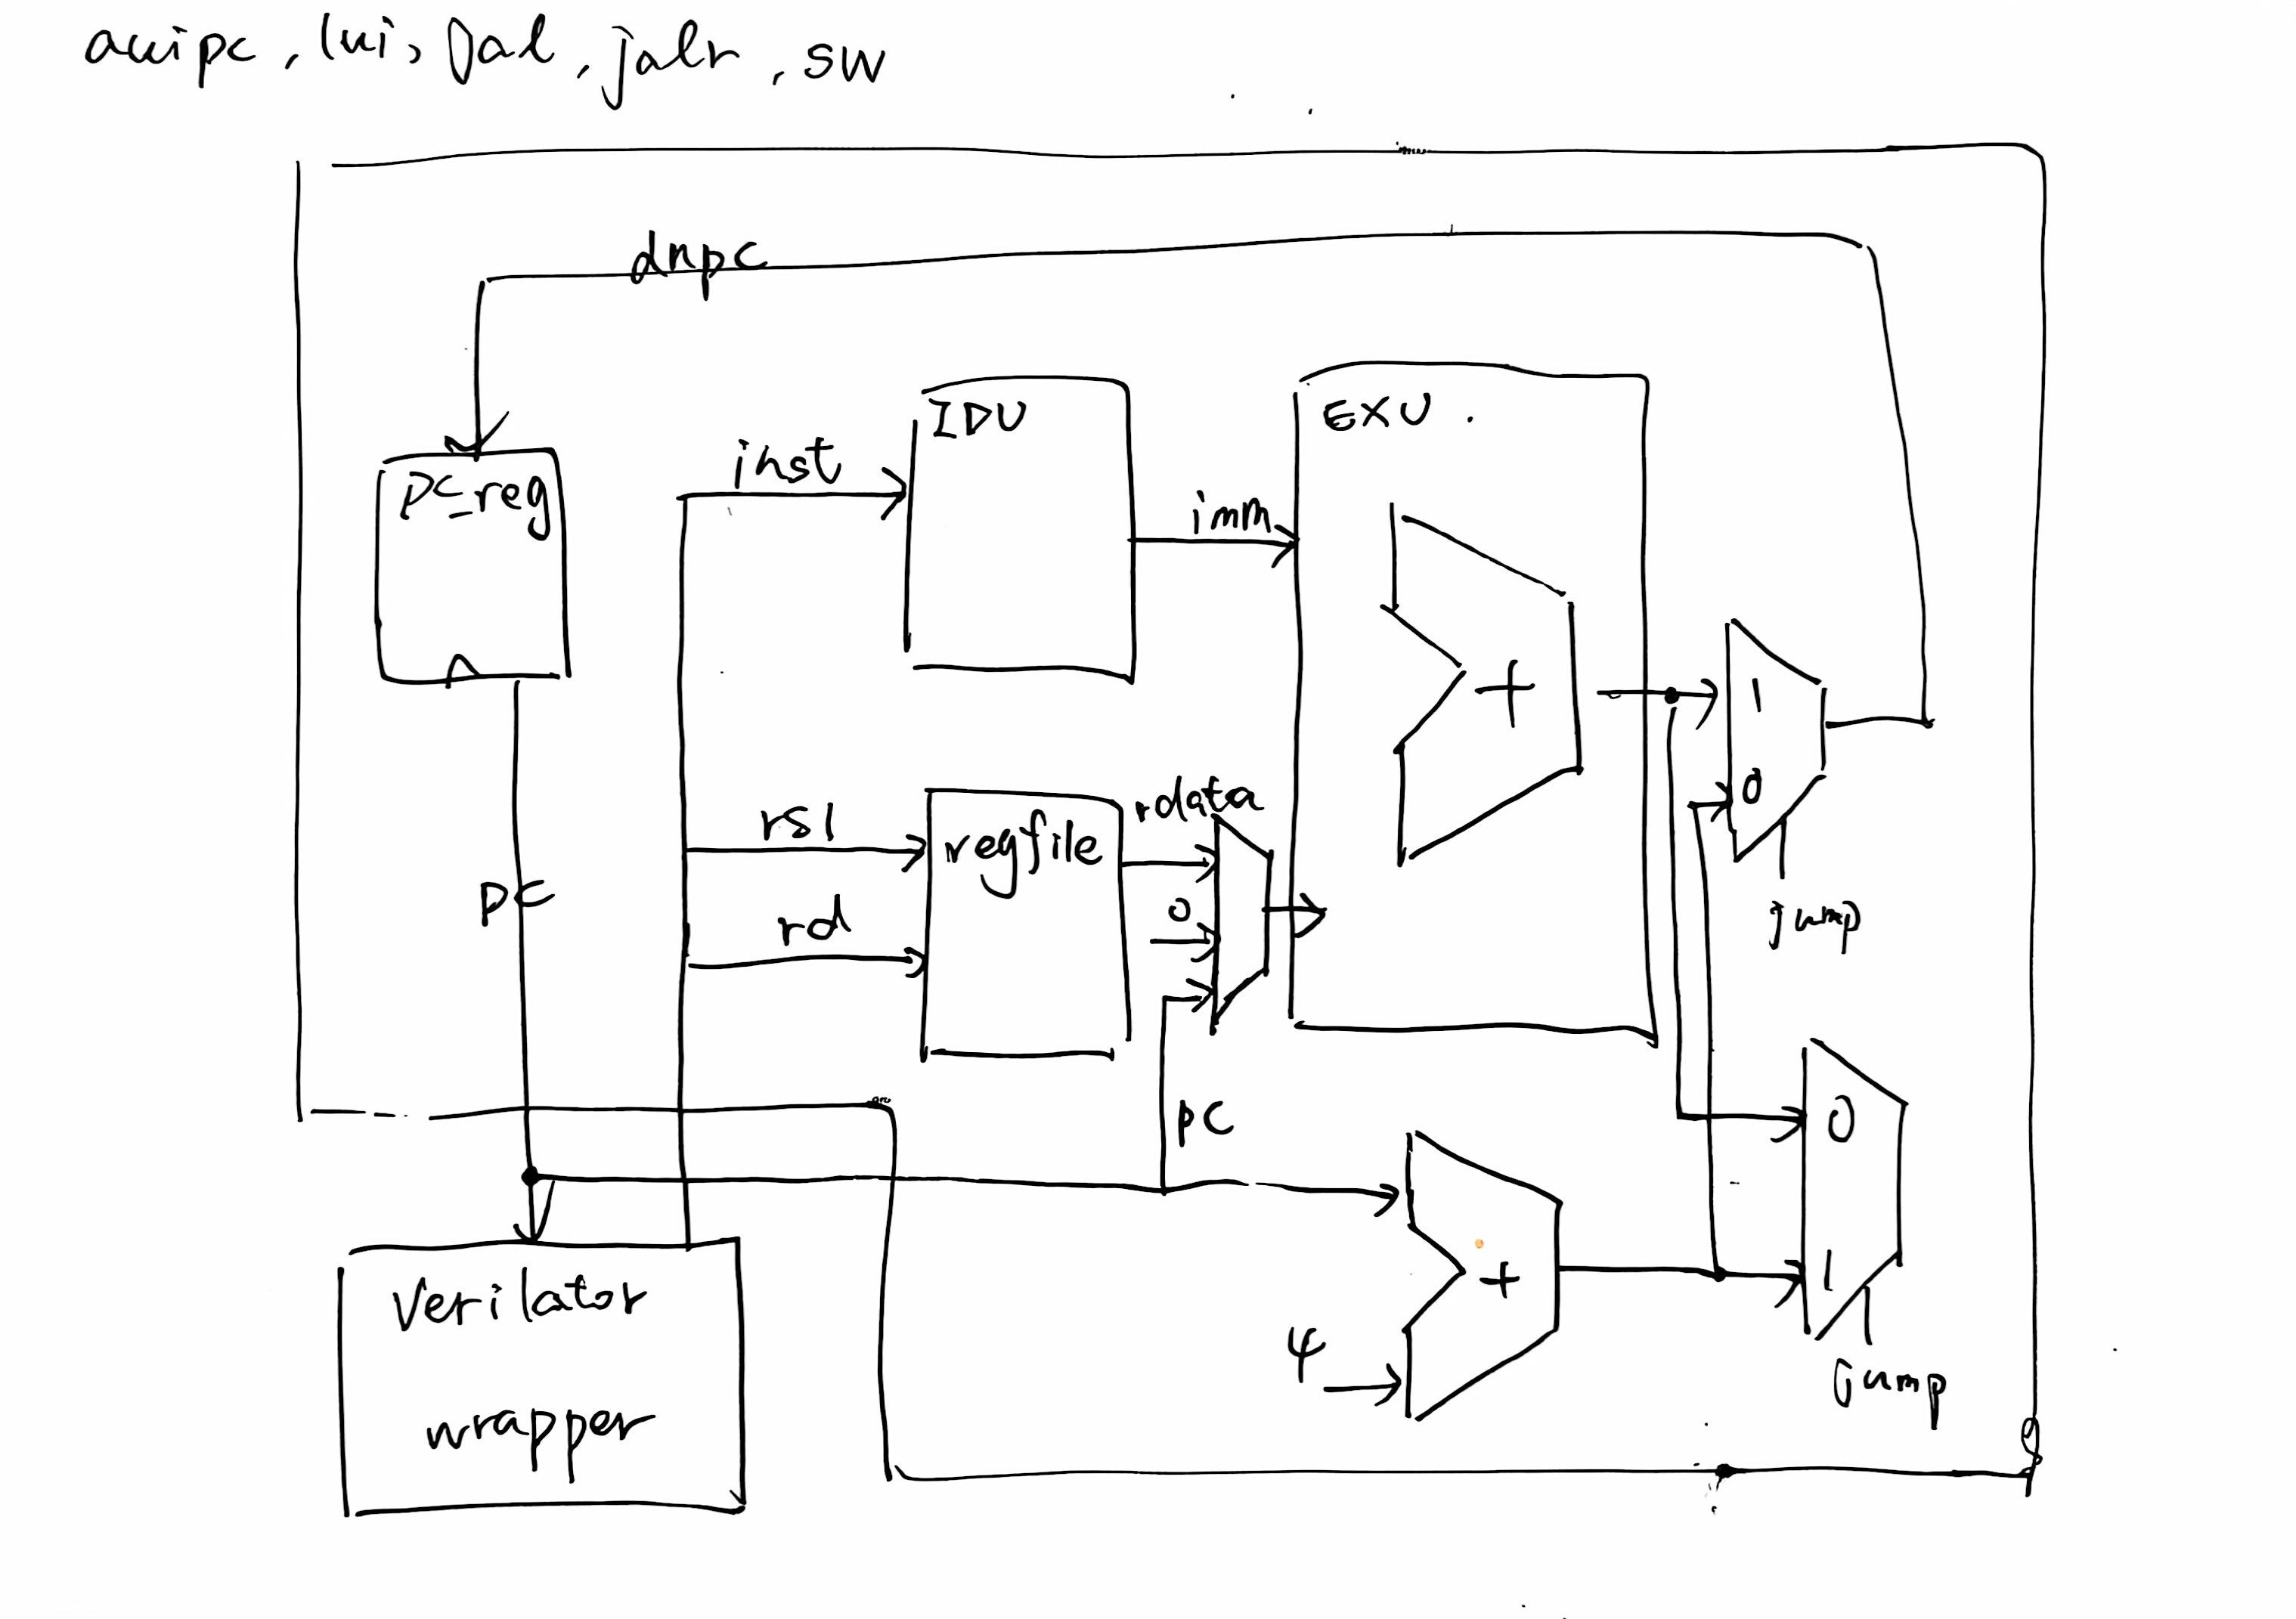 auipc, lui, jal, jalr, sw
dnpc
IDU
EXU
PC_reg
inst
imm
+
1
0
jump
rs1
regfile
rdata
rd
0
PC
PC
0
1
jump
+
4
Verilator
wrapper